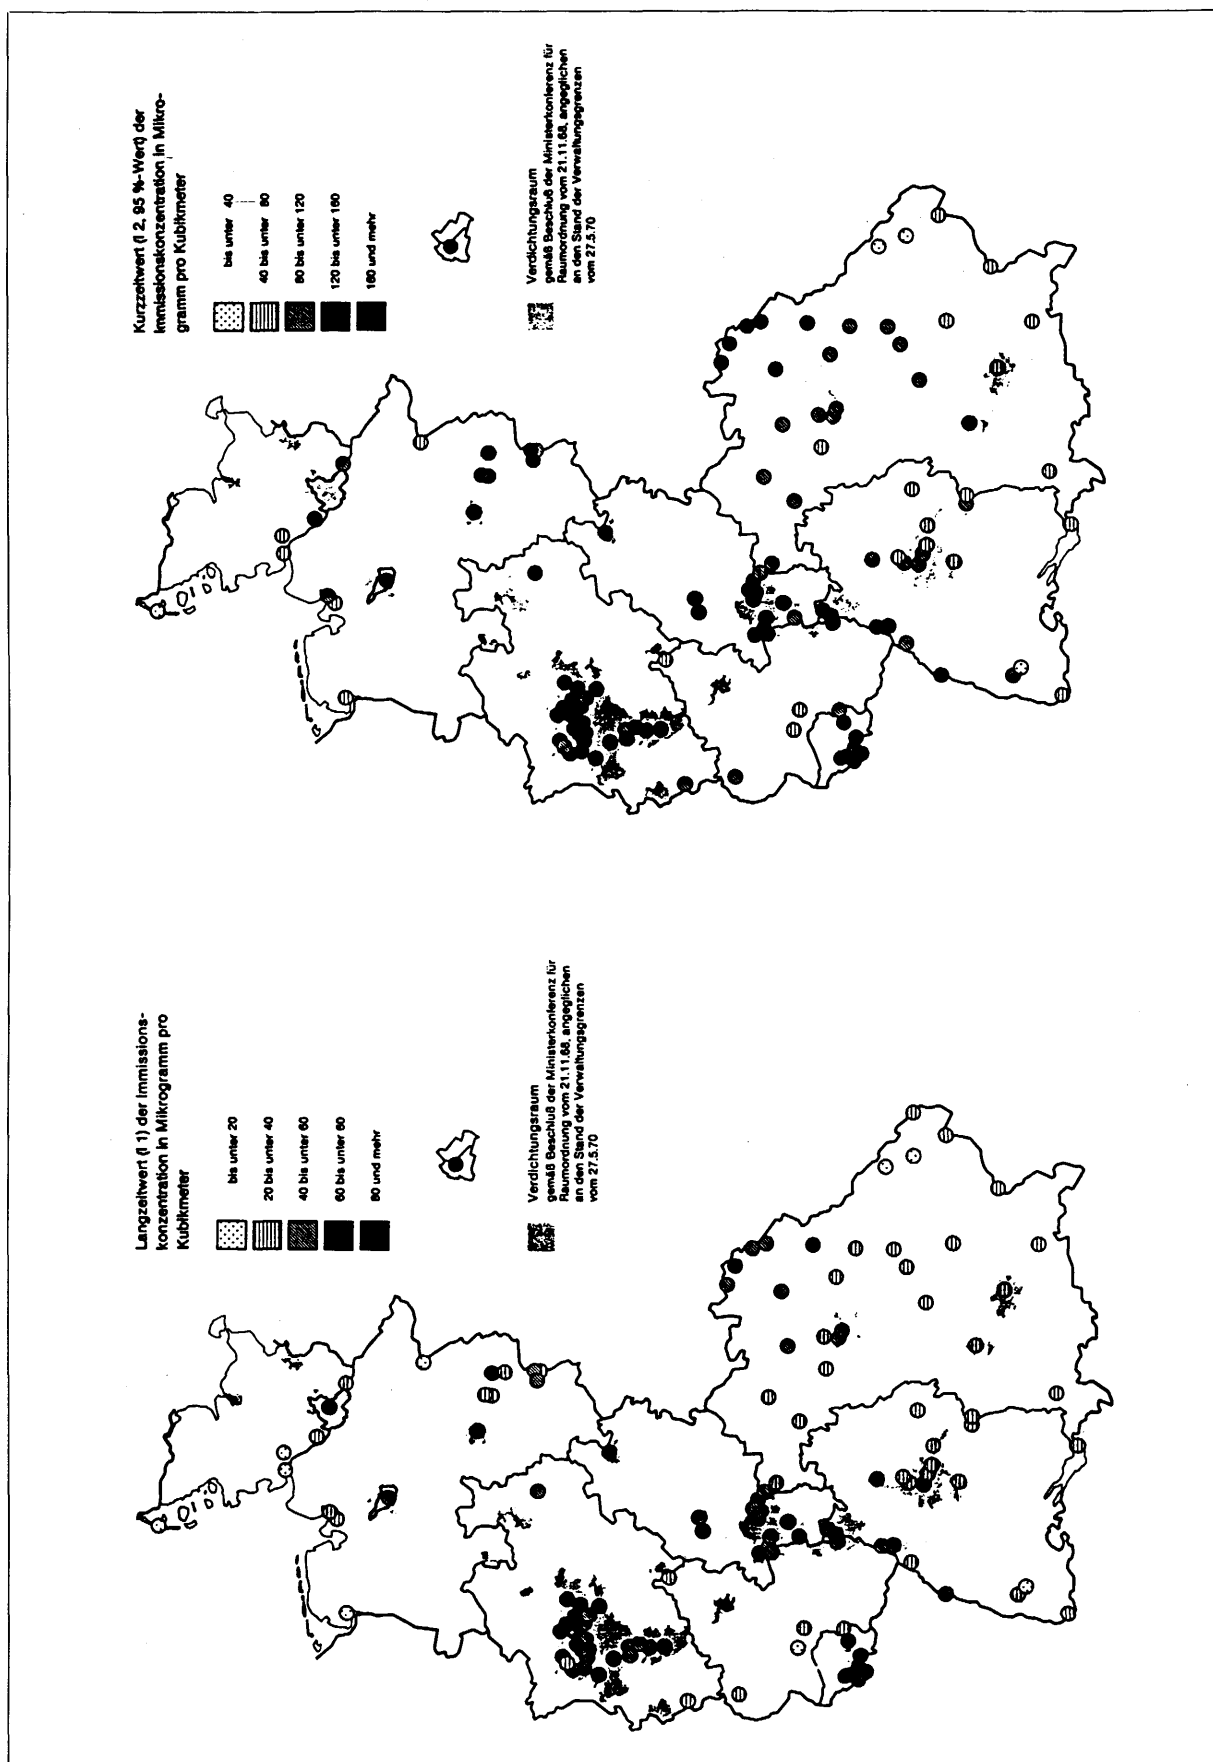 Langzeitwert (I 1) der Immissions-
konzentration in Mikrogramm pro
Kubikmeter
bis unter 20
20 bis unter 40
40 bis unter 60
60 bis unter 80
80 und mehr
Verdichtungsraum
gemäß Beschluß der Ministerkonferenz für
Raumordnung vom 21.11.68, angeglichen
an den Stand der Verwaltungsgrenzen
vom 27.5.70
Kurzzeitwert (I 2, 95 %-Wert) der
Immissionskonzentration in Mikro-
gramm pro Kubikmeter
bis unter 40
40 bis unter 80
80 bis unter 120
120 bis unter 160
160 und mehr
Verdichtungsraum
gemäß Beschluß der Ministerkonferenz für
Raumordnung vom 21.11.68, angeglichen
an den Stand der Verwaltungsgrenzen
vom 27.5.70